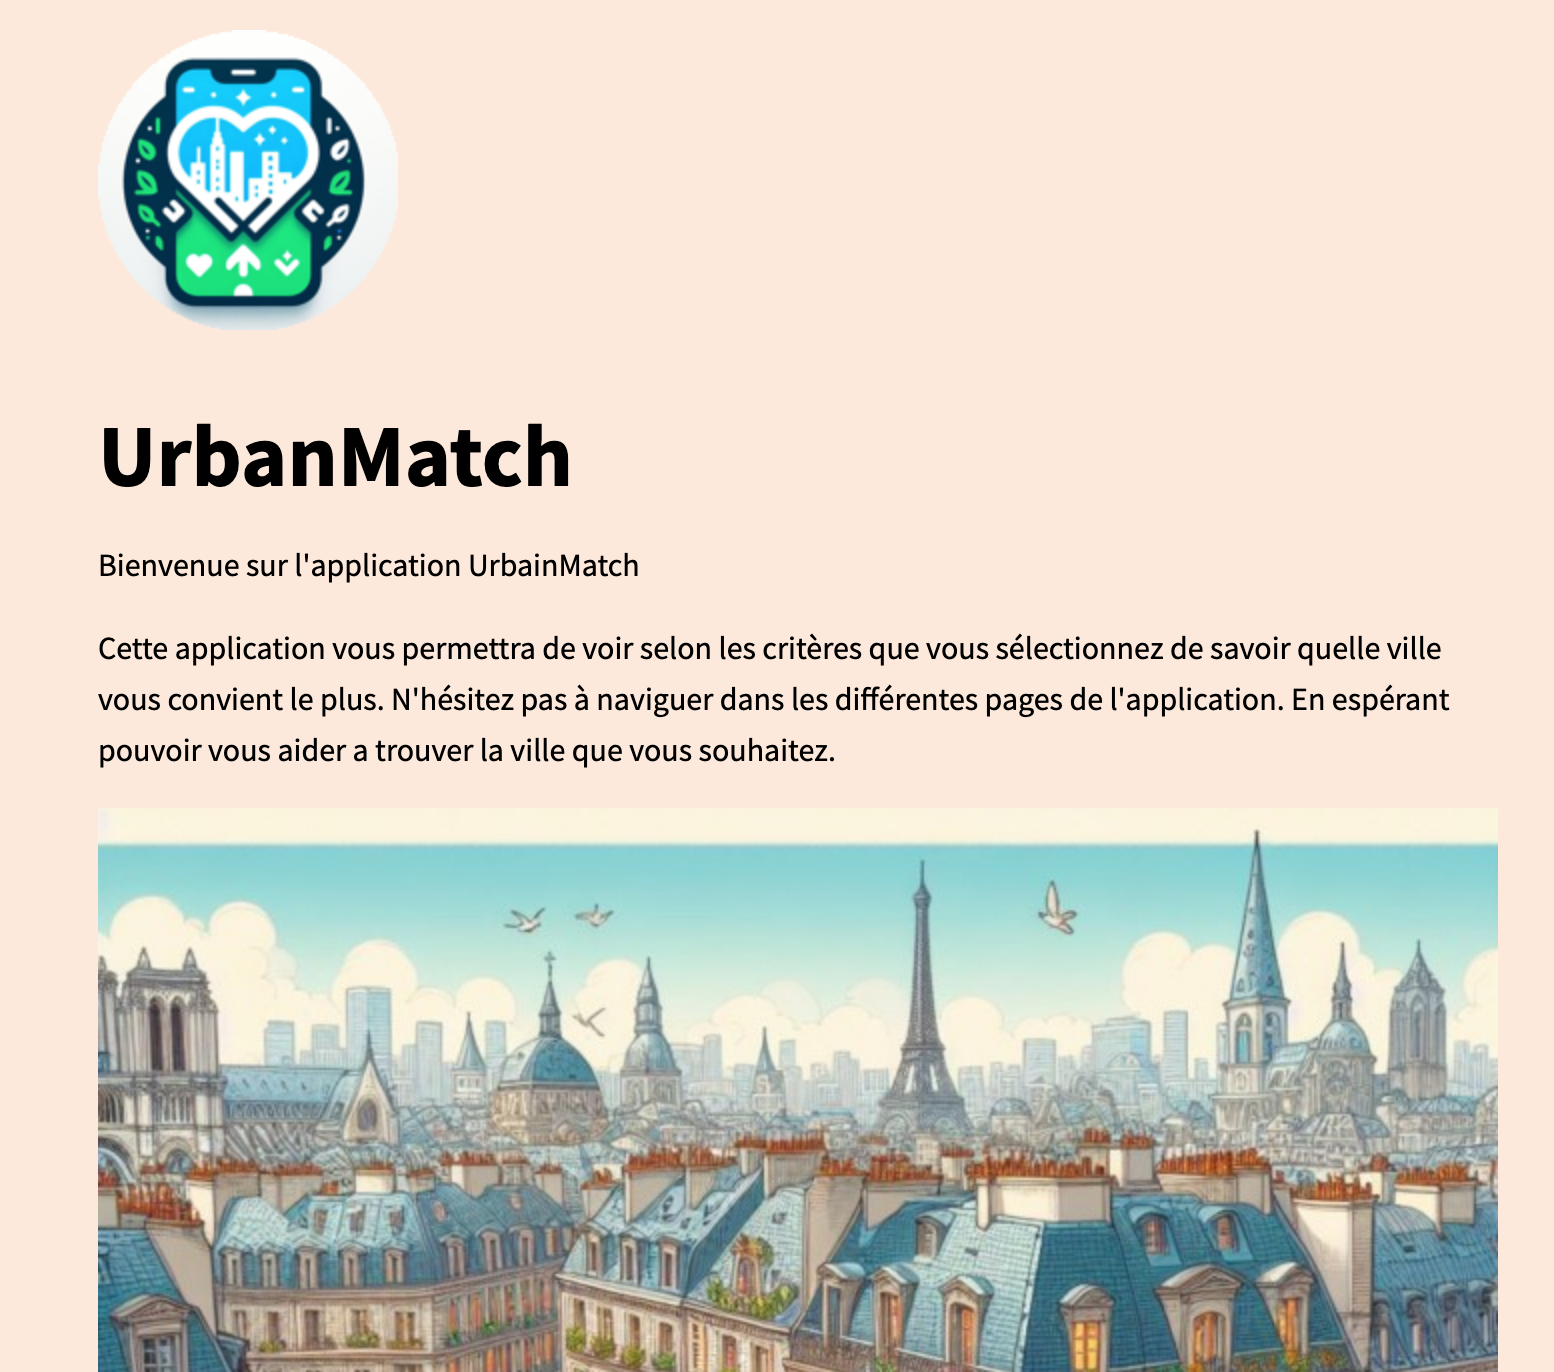 UrbanMatch
Bienvenue sur l'application UrbainMatch
Cette application vous permettra de voir selon les critères que vous sélectionnez de savoir quelle ville
vous convient le plus. N'hésitez pas à naviguer dans les différentes pages de l'application. En espérant
pouvoir vous aider a trouver la ville que vous souhaitez.